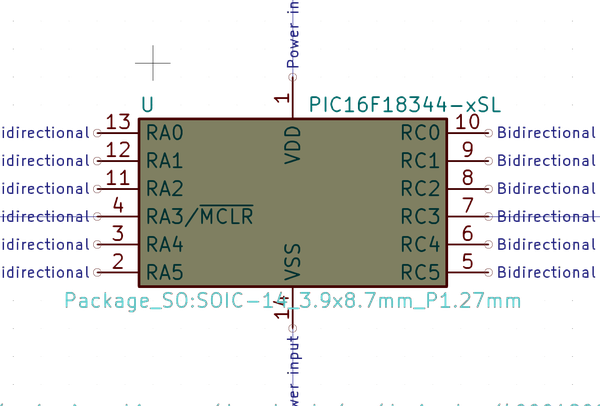 Power in
U PIC16F18344-xSL
1
idirectional 13 RA0 VDD RC0 10 Bidirectional
idirectional 12 RA1 RC1 9 Bidirectional
idirectional 11 RA2 RC2 8 Bidirectional
idirectional 4 RA3/MCLR RC3 7 Bidirectional
idirectional 3 RA4 VSS RC4 6 Bidirectional
idirectional 2 RA5 RC5 5 Bidirectional
Package_SO:SOIC-14_3.9x8.7mm_P1.27mm
14
wer input